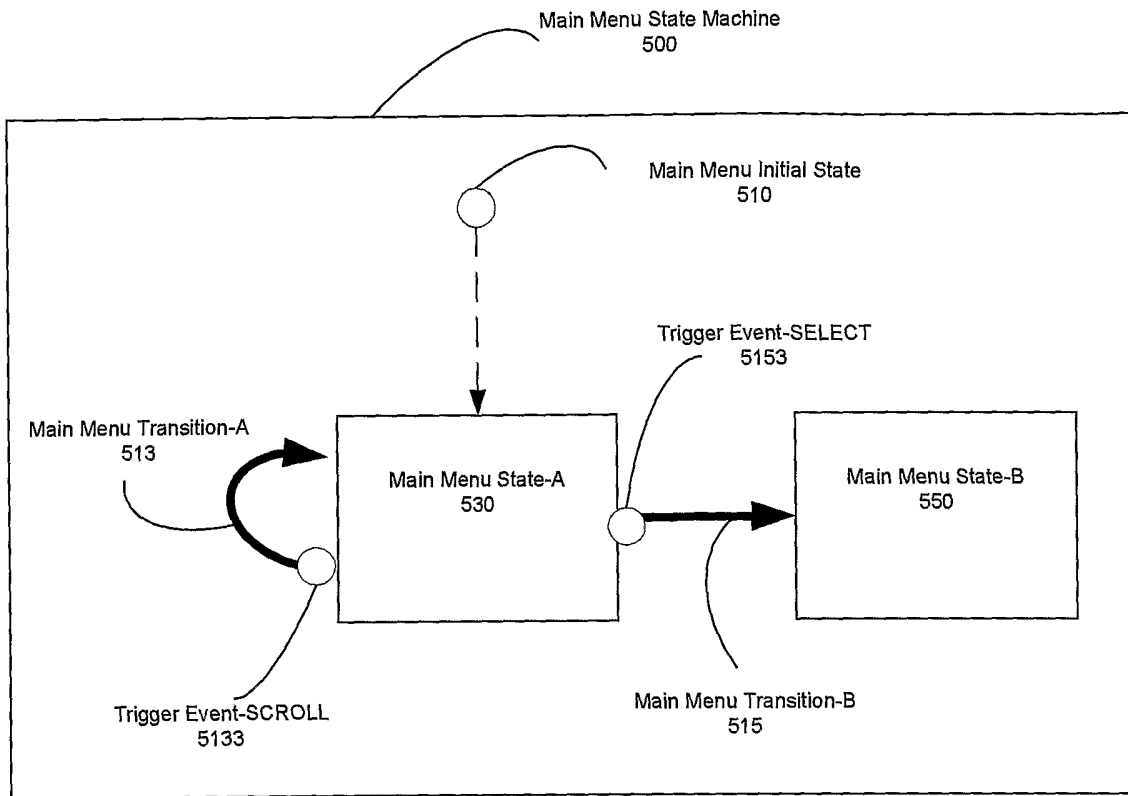 Main Menu State Machine
500
Main Menu Initial State
510
Trigger Event-SELECT
5153
Main Menu Transition-A
513
Main Menu State-A
530
Main Menu State-B
550
Trigger Event-SCROLL
5133
Main Menu Transition-B
515